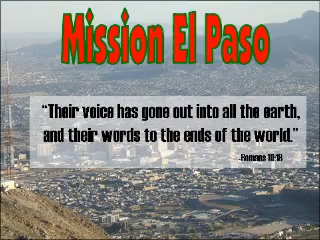 Mission El Paso
“Their voice has gone out into all the earth,
and their words to the ends of the world.”
-Romans 10:18